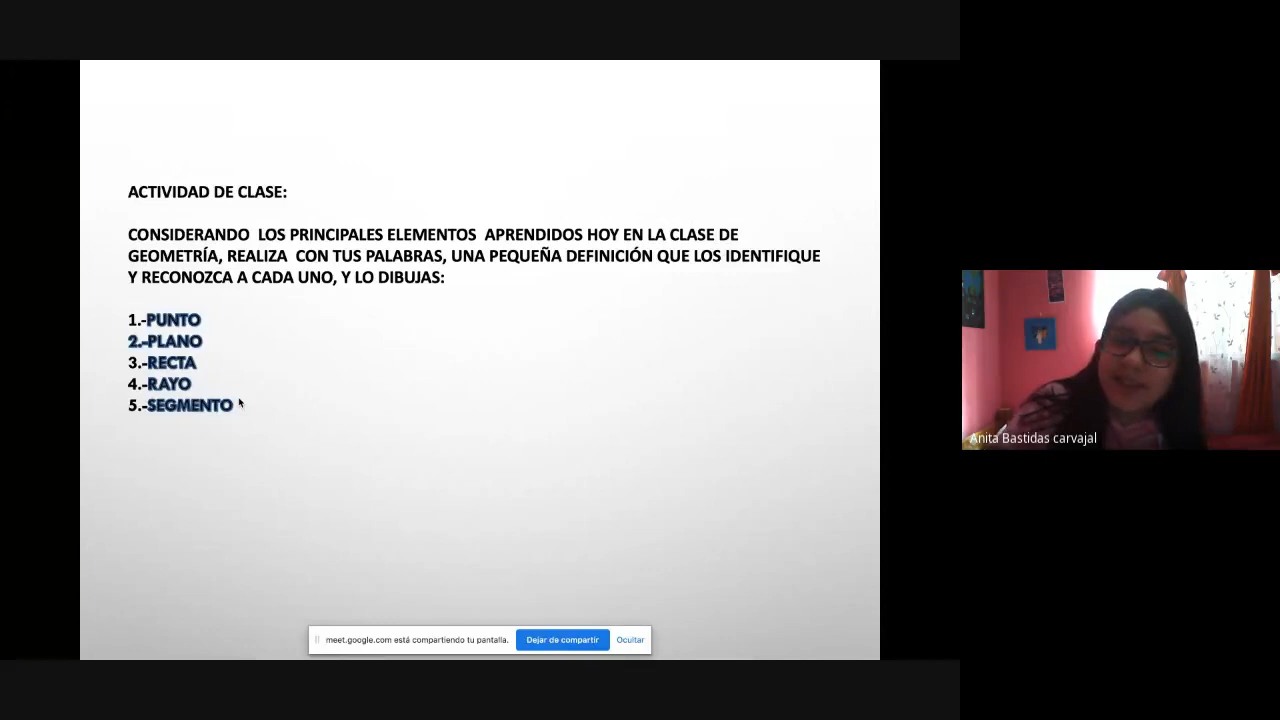 ACTIVIDAD DE CLASE:
CONSIDERANDO LOS PRINCIPALES ELEMENTOS APRENDIDOS HOY EN LA CLASE DE
GEOMETRÍA, REALIZA CON TUS PALABRAS, UNA PEQUEÑA DEFINICIÓN QUE LOS IDENTIFIQUE
Y RECONOZCA A CADA UNO, Y LO DIBUJAS:
1.-PUNTO
2.-PLANO
3.-RECTA
4.-RAYO
5.-SEGMENTO
Anita Bastidas carvajal
meet.google.com está compartiendo tu pantalla. Dejar de compartir Ocultar